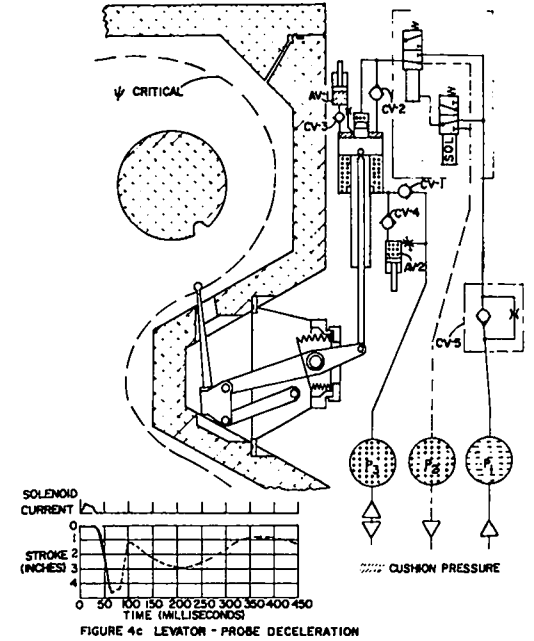 ψ CRITICAL
AV-1
CV-3
CV-2
SOL
CV-1
CV-4
AV2
CV-5
P3
P2
P1
CUSHION PRESSURE
SOLENOID
CURRENT
STROKE
(INCHES)
0
1
2
3
4
0 50 100 150 200 250 300 350 400 450
TIME (MILLISECONDS)
FIGURE 4c LEVATOR - PROBE DECELERATION